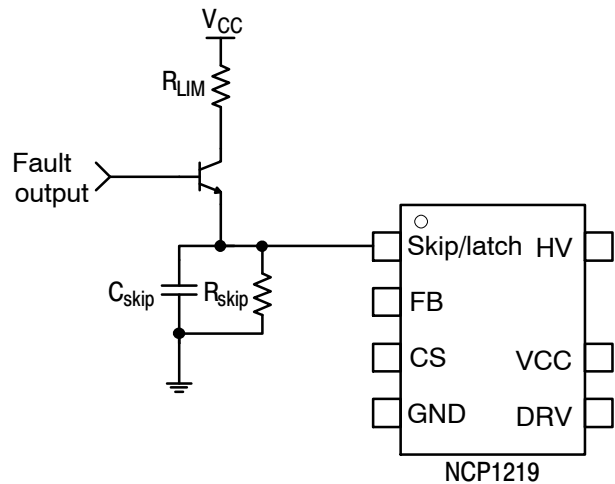 VCC
RLIM
Fault
output
Cskip
Rskip
Skip/latch HV
FB
CS VCC
GND DRV
NCP1219